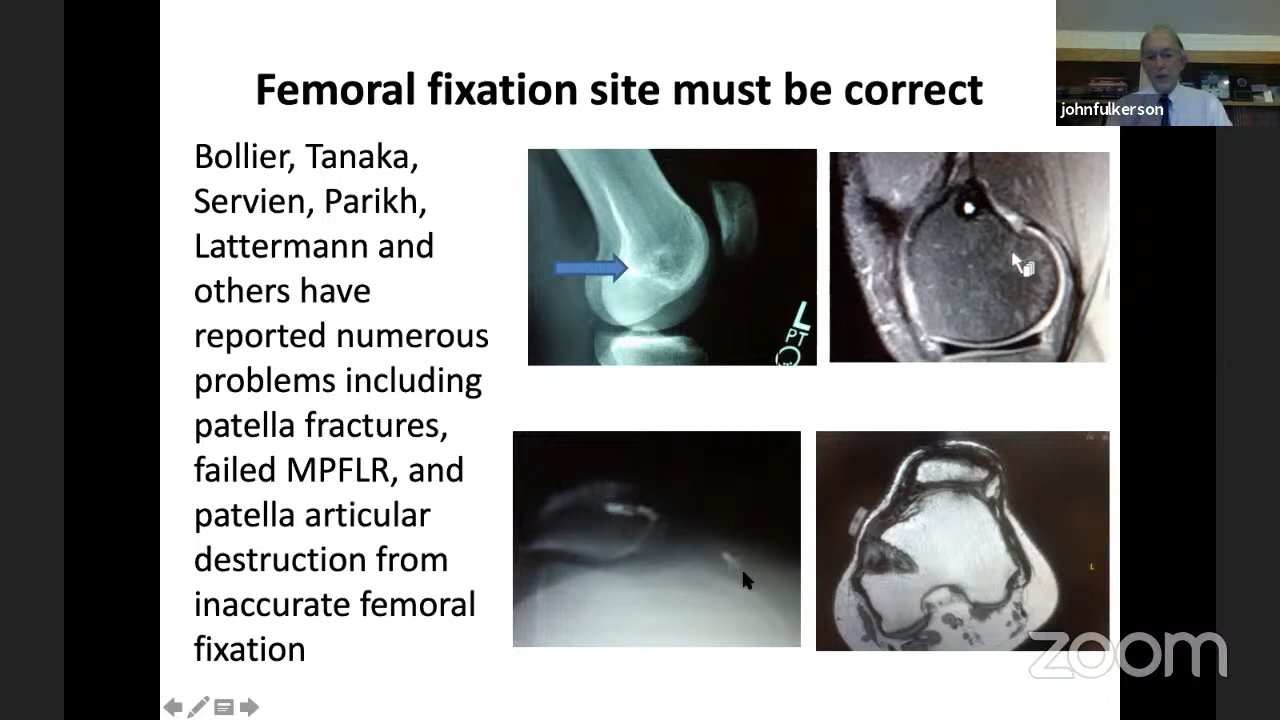 Femoral fixation site must be correct
johnfulkerson
Bollier, Tanaka,
Servien, Parikh,
Lattermann and
others have
reported numerous
problems including
patella fractures,
failed MPFLR, and
patella articular
destruction from
inaccurate femoral
fixation
L
PT
L
zoom